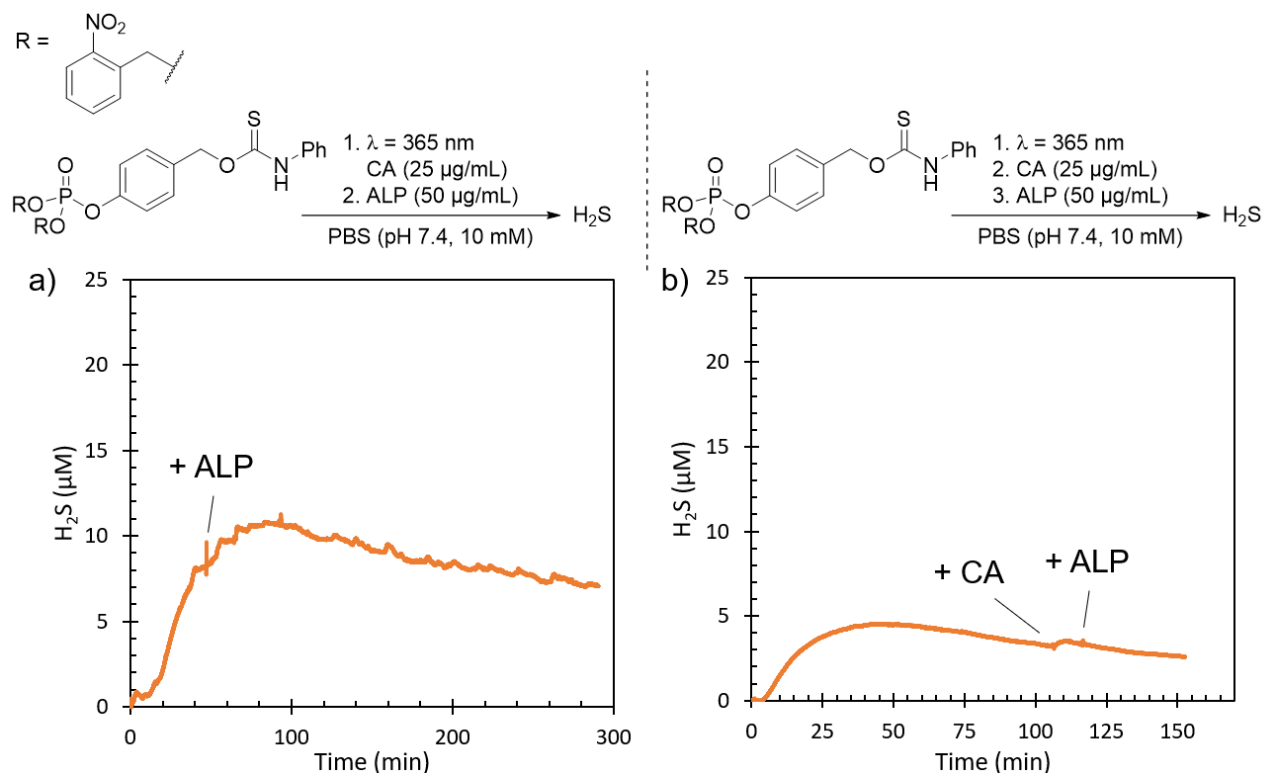 R =
NO₂
S
O
O
N
H
Ph
P
RO
RO
O
1. λ = 365 nm
CA (25 µg/mL)
2. ALP (50 µg/mL)
PBS (pH 7.4, 10 mM)
H₂S
S
O
O
N
H
Ph
P
RO
RO
O
1. λ = 365 nm
2. CA (25 µg/mL)
3. ALP (50 µg/mL)
PBS (pH 7.4, 10 mM)
H₂S
a)
25
20
15
10
5
0
H₂S (µM)
+ ALP
0 100 200 300
Time (min)
b)
25
20
15
10
5
0
H₂S (µM)
+ CA
+ ALP
0 25 50 75 100 125 150
Time (min)